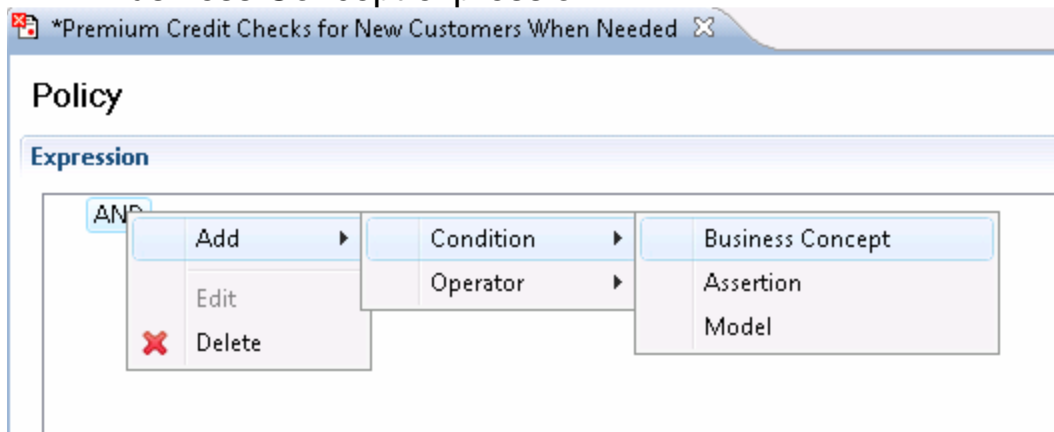 *Premium Credit Checks for New Customers When Needed
Policy
Expression
AND
Add
Condition
Business Concept
Operator
Assertion
Edit
Model
Delete